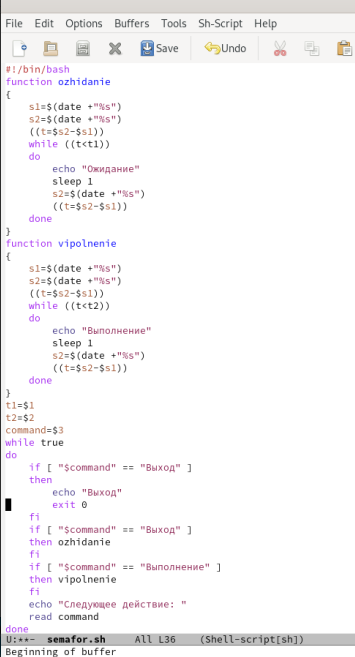 File Edit Options Buffers Tools Sh-Script Help
Save Undo
#!/bin/bash
function ozhidanie
{
    s1=$(date +"%s")
    s2=$(date +"%s")
    ((t=$s2-$s1))
    while ((t<t1))
    do
        echo "Ожидание"
        sleep 1
        s2=$(date +"%s")
        ((t=$s2-$s1))
    done
}
function vipolnenie
{
    s1=$(date +"%s")
    s2=$(date +"%s")
    ((t=$s2-$s1))
    while ((t<t2))
    do
        echo "Выполнение"
        sleep 1
        s2=$(date +"%s")
        ((t=$s2-$s1))
    done
}
t1=$1
t2=$2
command=$3
while true
do
    if [ "$command" == "Выход" ]
    then
        echo "Выход"
        exit 0
    fi
    if [ "$command" == "Выход" ]
    then ozhidanie
    fi
    if [ "$command" == "Выполнение" ]
    then vipolnenie
    fi
    echo "Следующее действие: "
    read command
done
U:**-  semafor.sh     All L36    (Shell-script[sh])
Beginning of buffer